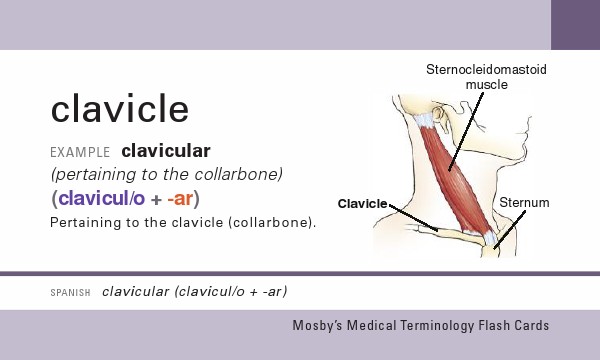 clavicle
EXAMPLE clavicular
(pertaining to the collarbone)
(clavicul/o + -ar)
Pertaining to the clavicle (collarbone).
Sternocleidomastoid
muscle
Clavicle
Sternum
SPANISH clavicular (clavicul/o + -ar)
Mosby's Medical Terminology Flash Cards